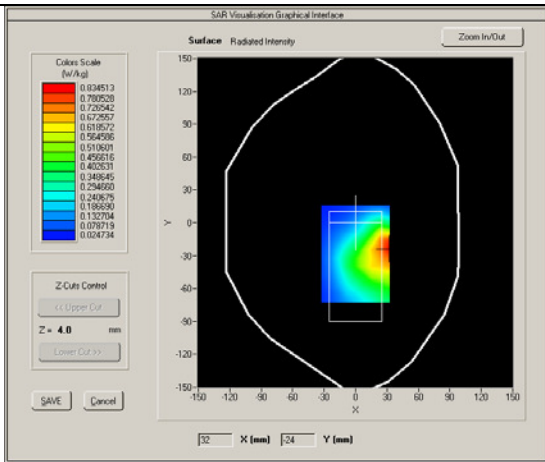 SAR Visualisation Graphical Interface
Surface Radiated Intensity
Zoom In/Out
Colors Scale
(W/kg)
0.834513
0.780528
0.726542
0.672557
0.618572
0.564586
0.510601
0.456616
0.402631
0.348645
0.294660
0.240675
0.186690
0.132704
0.078719
0.024734
Z-Cuts Control
<< Upper Cut
Z = 4.0 mm
Lower Cut >>
SAVE Cancel
150
120
90
60
30
0
-30
-60
-90
-120
-150
Y
-150 -120 -90 -60 -30 0 30 60 90 120 150
X
32 X (mm) -24 Y (mm)